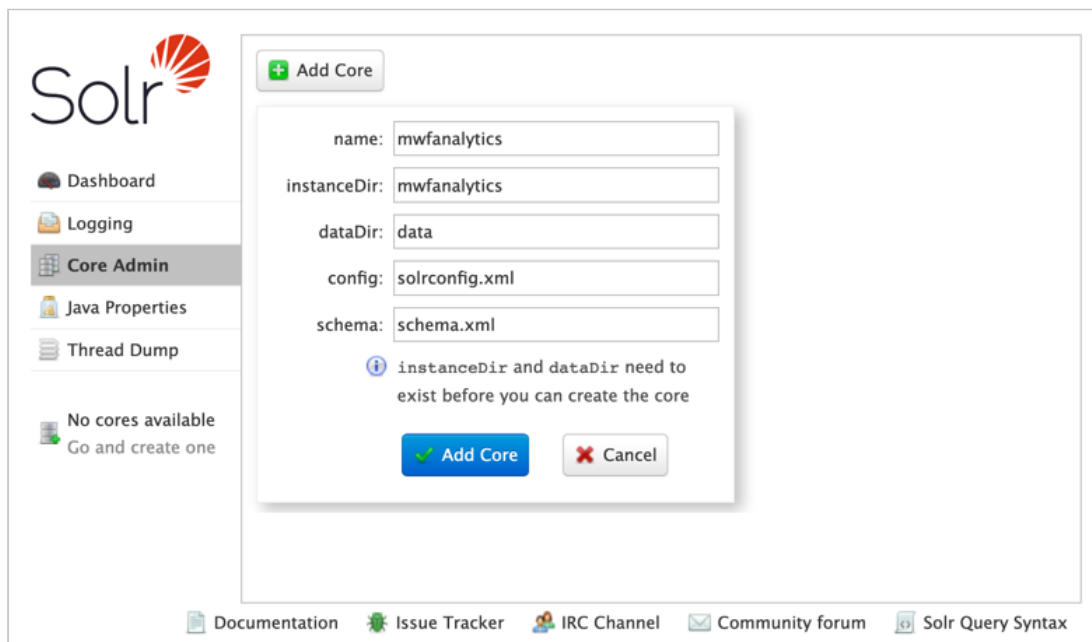 Solr
Dashboard
Logging
Core Admin
Java Properties
Thread Dump
No cores available
Go and create one
Add Core
name: mwfanalytics
instanceDir: mwfanalytics
dataDir: data
config: solrconfig.xml
schema: schema.xml
instanceDir and dataDir need to
exist before you can create the core
Add Core Cancel
Documentation Issue Tracker IRC Channel Community forum Solr Query Syntax